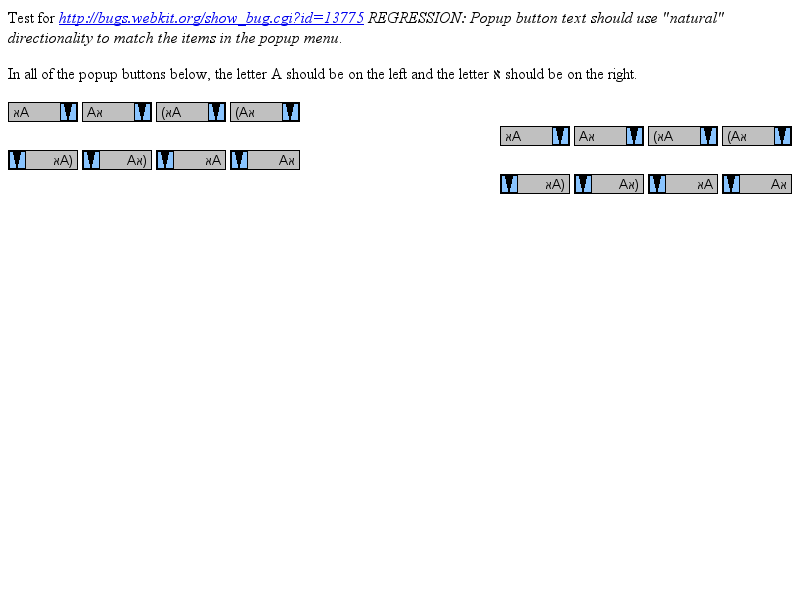 Test for http://bugs.webkit.org/show_bug.cgi?id=13775 REGRESSION: Popup button text should use "natural"
directionality to match the items in the popup menu.
In all of the popup buttons below, the letter A should be on the left and the letter א should be on the right.
אA Aא (אA (Aא
אA Aא (אA (Aא
אA) Aא) אA Aא
אA) Aא) אA Aא